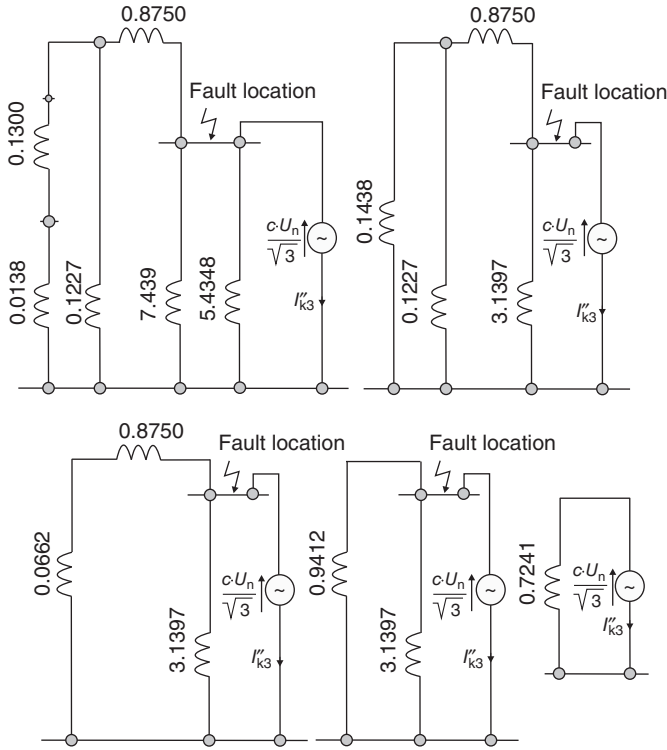 0.8750
Fault location
0.1300
0.0138
0.1227
7.439
5.4348
c·Uₙ
√3
~
I″ₖ₃
0.8750
Fault location
0.1438
0.1227
3.1397
c·Uₙ
√3
~
I″ₖ₃
0.8750
Fault location
0.0662
3.1397
c·Uₙ
√3
~
I″ₖ₃
Fault location
0.9412
3.1397
c·Uₙ
√3
~
I″ₖ₃
0.7241
c·Uₙ
√3
~
I″ₖ₃